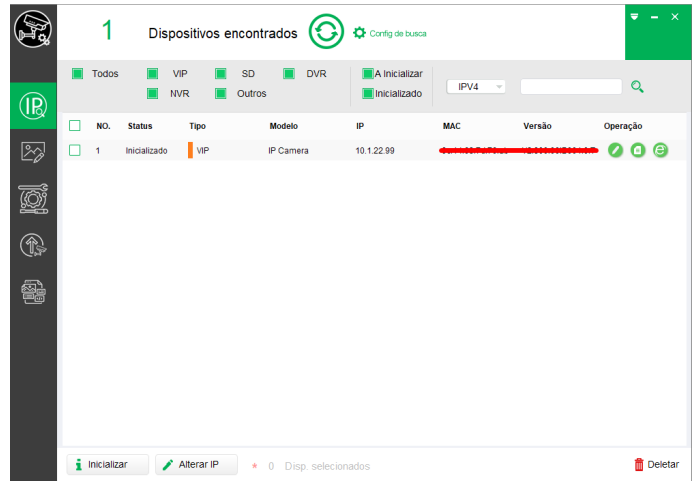 1 Dispositivos encontrados Config de busca
Todos VIP SD DVR A Inicializar
NVR Outros Inicializado
IPV4
IP
NO. Status Tipo Modelo IP MAC Versão Operação
1 Inicializado VIP IP Camera 10.1.22.99
Inicializar Alterar IP * 0 Disp. selecionados Deletar